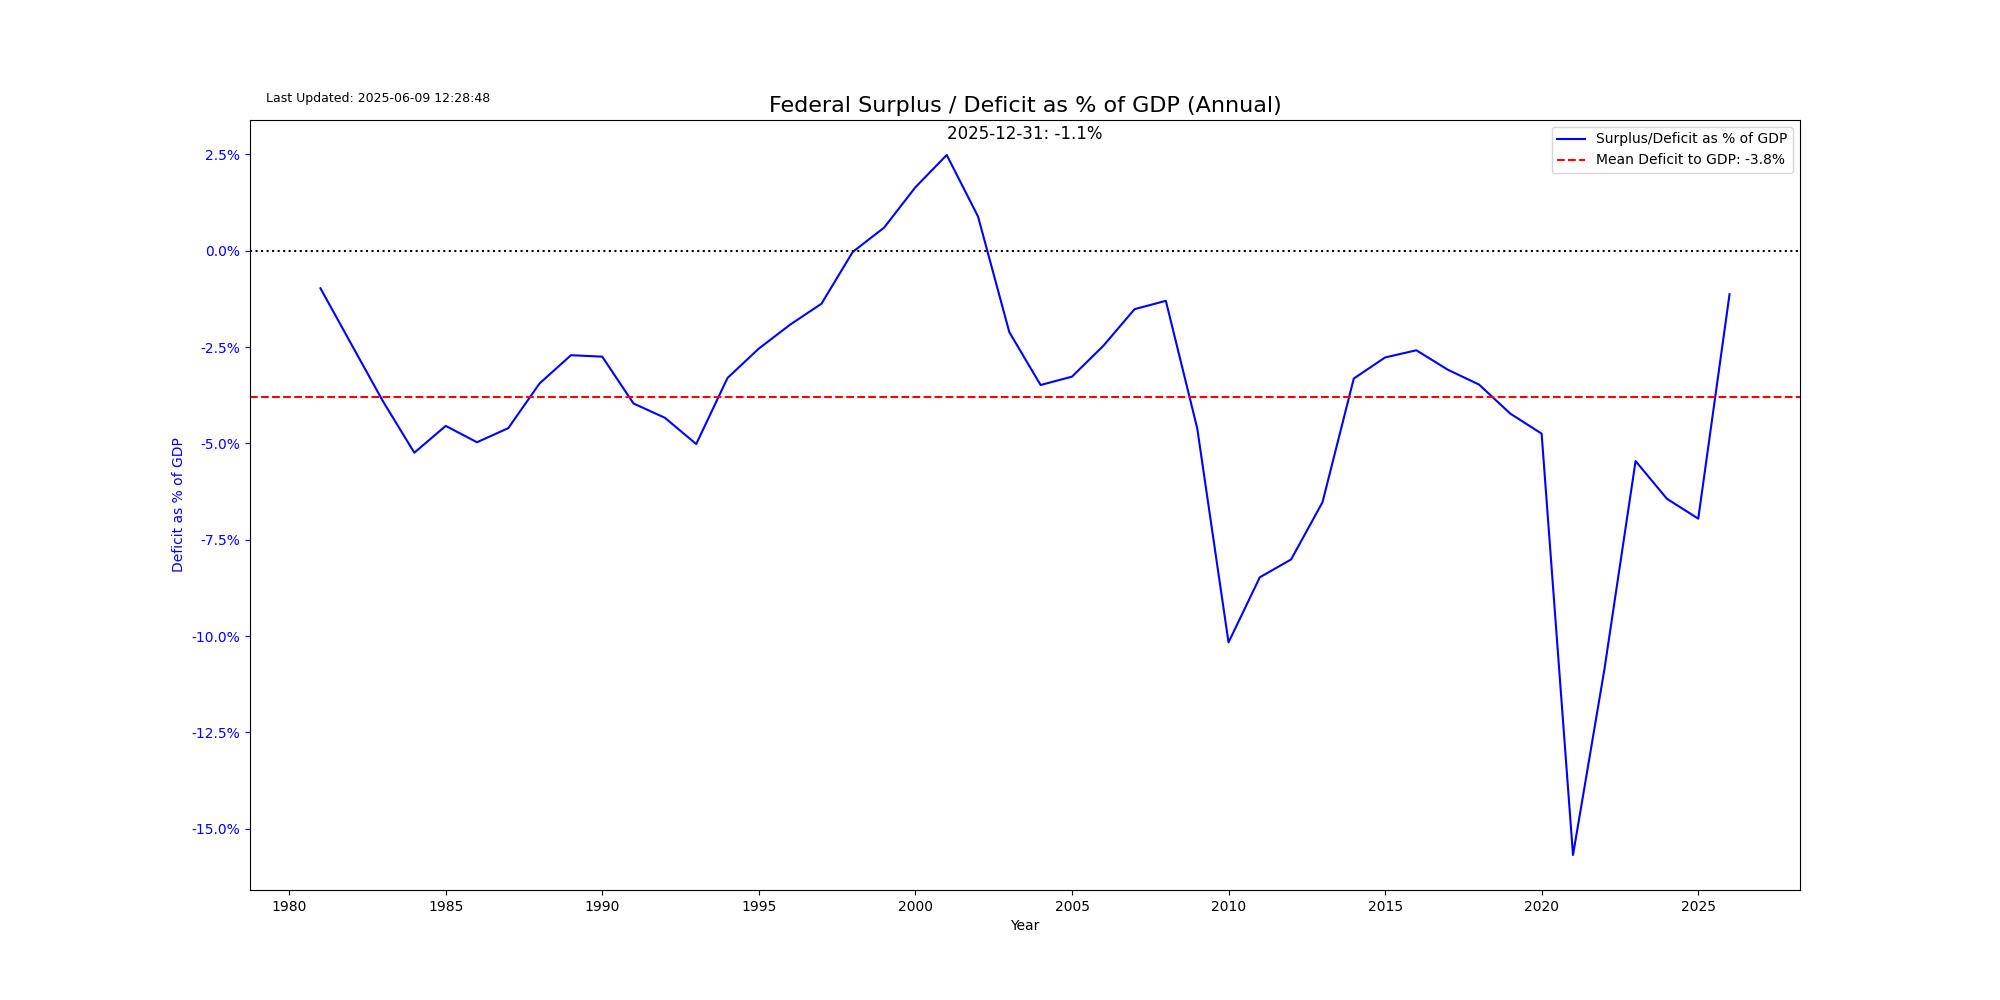 Last Updated: 2025-06-09 12:28:48
Federal Surplus / Deficit as % of GDP (Annual)
2025-12-31: -1.1%
Surplus/Deficit as % of GDP
Mean Deficit to GDP: -3.8%
2.5%
0.0%
-2.5%
-5.0%
-7.5%
-10.0%
-12.5%
-15.0%
Deficit as % of GDP
1980 1985 1990 1995 2000 2005 2010 2015 2020 2025
Year